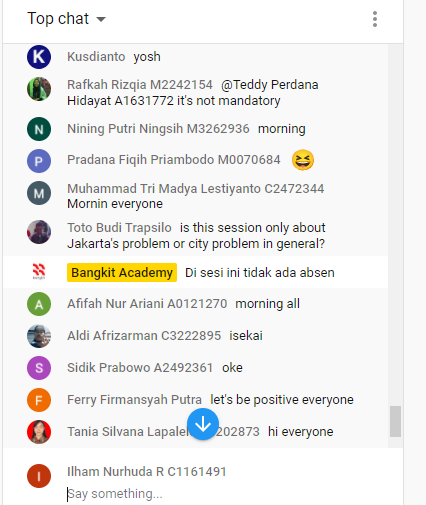 Top chat
Kusdianto yosh
Rafkah Rizqia M2242154 @Teddy Perdana
Hidayat A1631772 it's not mandatory
Nining Putri Ningsih M3262936 morning
Pradana Fiqih Priambodo M0070684 😆
Muhammad Tri Madya Lestiyanto C2472344
Mornin everyone
Toto Budi Trapsilo is this session only about
Jakarta's problem or city problem in general?
Bangkit Academy Di sesi ini tidak ada absen
Afifah Nur Ariani A0121270 morning all
Aldi Afrizarman C3222895 isekai
Sidik Prabowo A2492361 oke
Ferry Firmansyah Putra let's be positive everyone
Tania Silvana 202873 hi everyone
Ilham Nurhuda R C1161491
Say something...